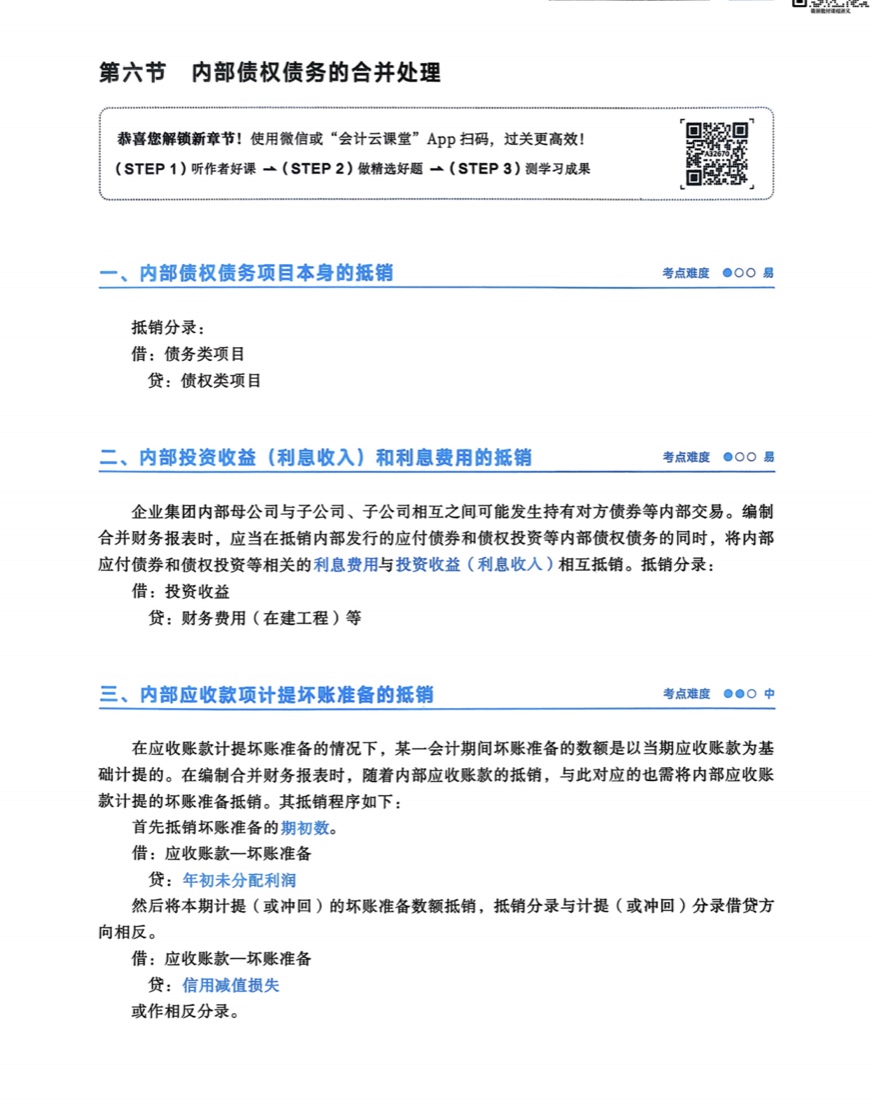 第六节 内部债权债务的合并处理
恭喜您解锁新章节！使用微信或“会计云课堂”App 扫码，过关更高效！
（STEP 1）听作者好课 ⇀（STEP 2）做精选好题 ⇀（STEP 3）测学习成果
A32670
一、内部债权债务项目本身的抵销 考点难度 ●○○ 易
抵销分录：
借：债务类项目
贷：债权类项目
二、内部投资收益（利息收入）和利息费用的抵销 考点难度 ●○○ 易
企业集团内部母公司与子公司、子公司相互之间可能发生持有对方债券等内部交易。编制
合并财务报表时，应当在抵销内部发行的应付债券和债权投资等内部债权债务的同时，将内部
应付债券和债权投资等相关的利息费用与投资收益（利息收入）相互抵销。抵销分录：
借：投资收益
贷：财务费用（在建工程）等
三、内部应收款项计提坏账准备的抵销 考点难度 ●●○ 中
在应收账款计提坏账准备的情况下，某一会计期间坏账准备的数额是以当期应收账款为基
础计提的。在编制合并财务报表时，随着内部应收账款的抵销，与此对应的也需将内部应收账
款计提的坏账准备抵销。其抵销程序如下：
首先抵销坏账准备的期初数。
借：应收账款—坏账准备
贷：年初未分配利润
然后将本期计提（或冲回）的坏账准备数额抵销，抵销分录与计提（或冲回）分录借贷方
向相反。
借：应收账款—坏账准备
贷：信用减值损失
或作相反分录。